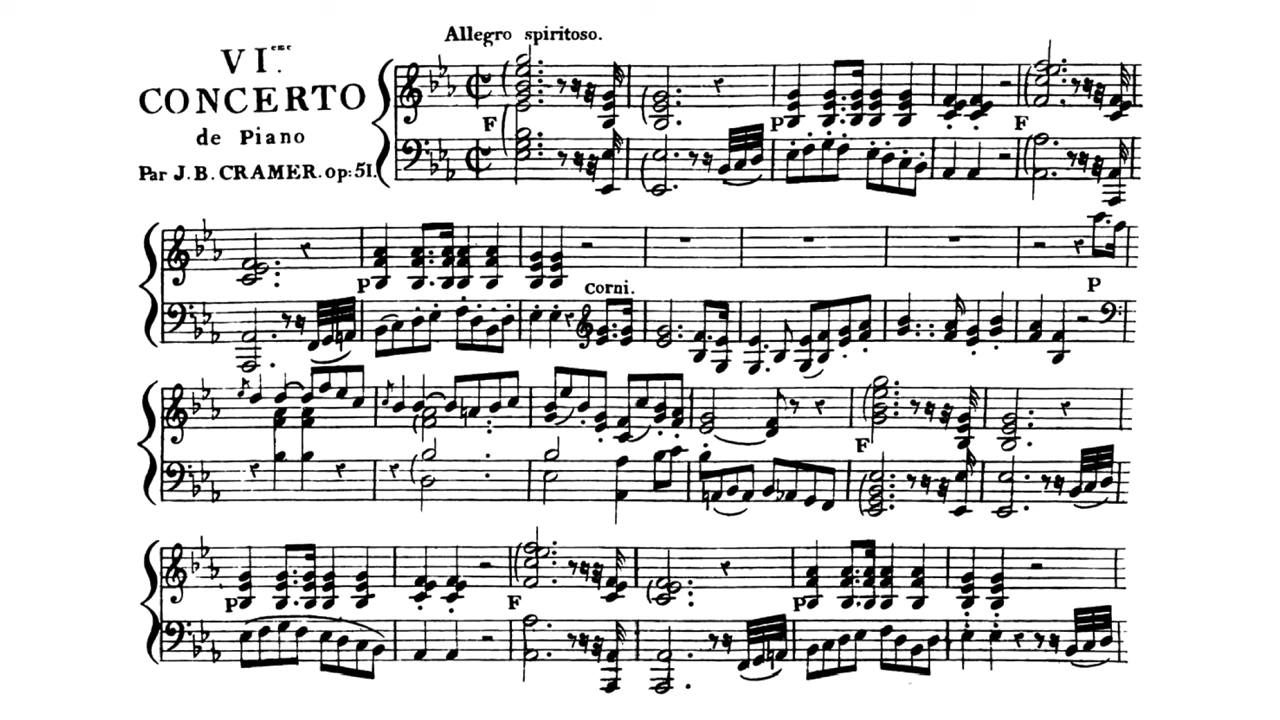 Allegro spiritoso.
VI.eme
CONCERTO
de Piano
Par J. B. CRAMER. op: 51.
F
P
F
P
Corni.
P
F
P
F
P